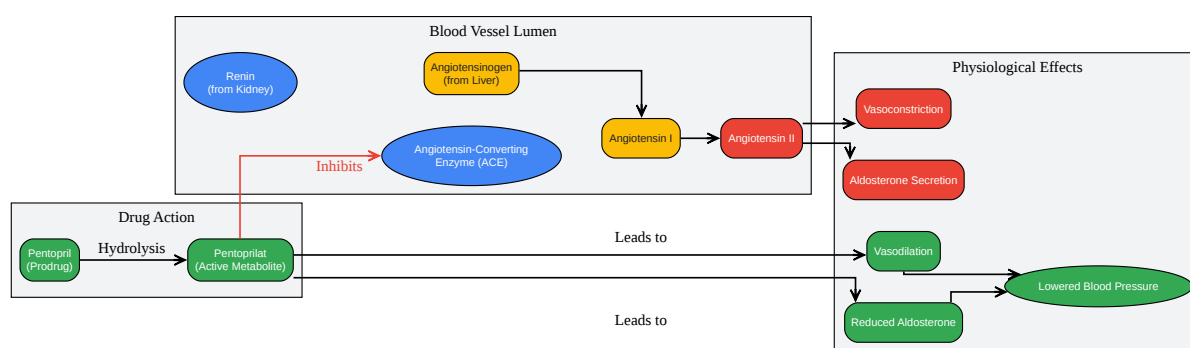 Blood Vessel Lumen
Renin
(from Kidney)
Angiotensinogen
(from Liver)
Angiotensin I
Angiotensin II
Angiotensin-Converting
Enzyme (ACE)
Inhibits
Physiological Effects
Vasoconstriction
Aldosterone Secretion
Drug Action
Pentopril
(Prodrug)
Hydrolysis
Pentoprilat
(Active Metabolite)
Leads to
Leads to
Vasodilation
Reduced Aldosterone
Lowered Blood Pressure